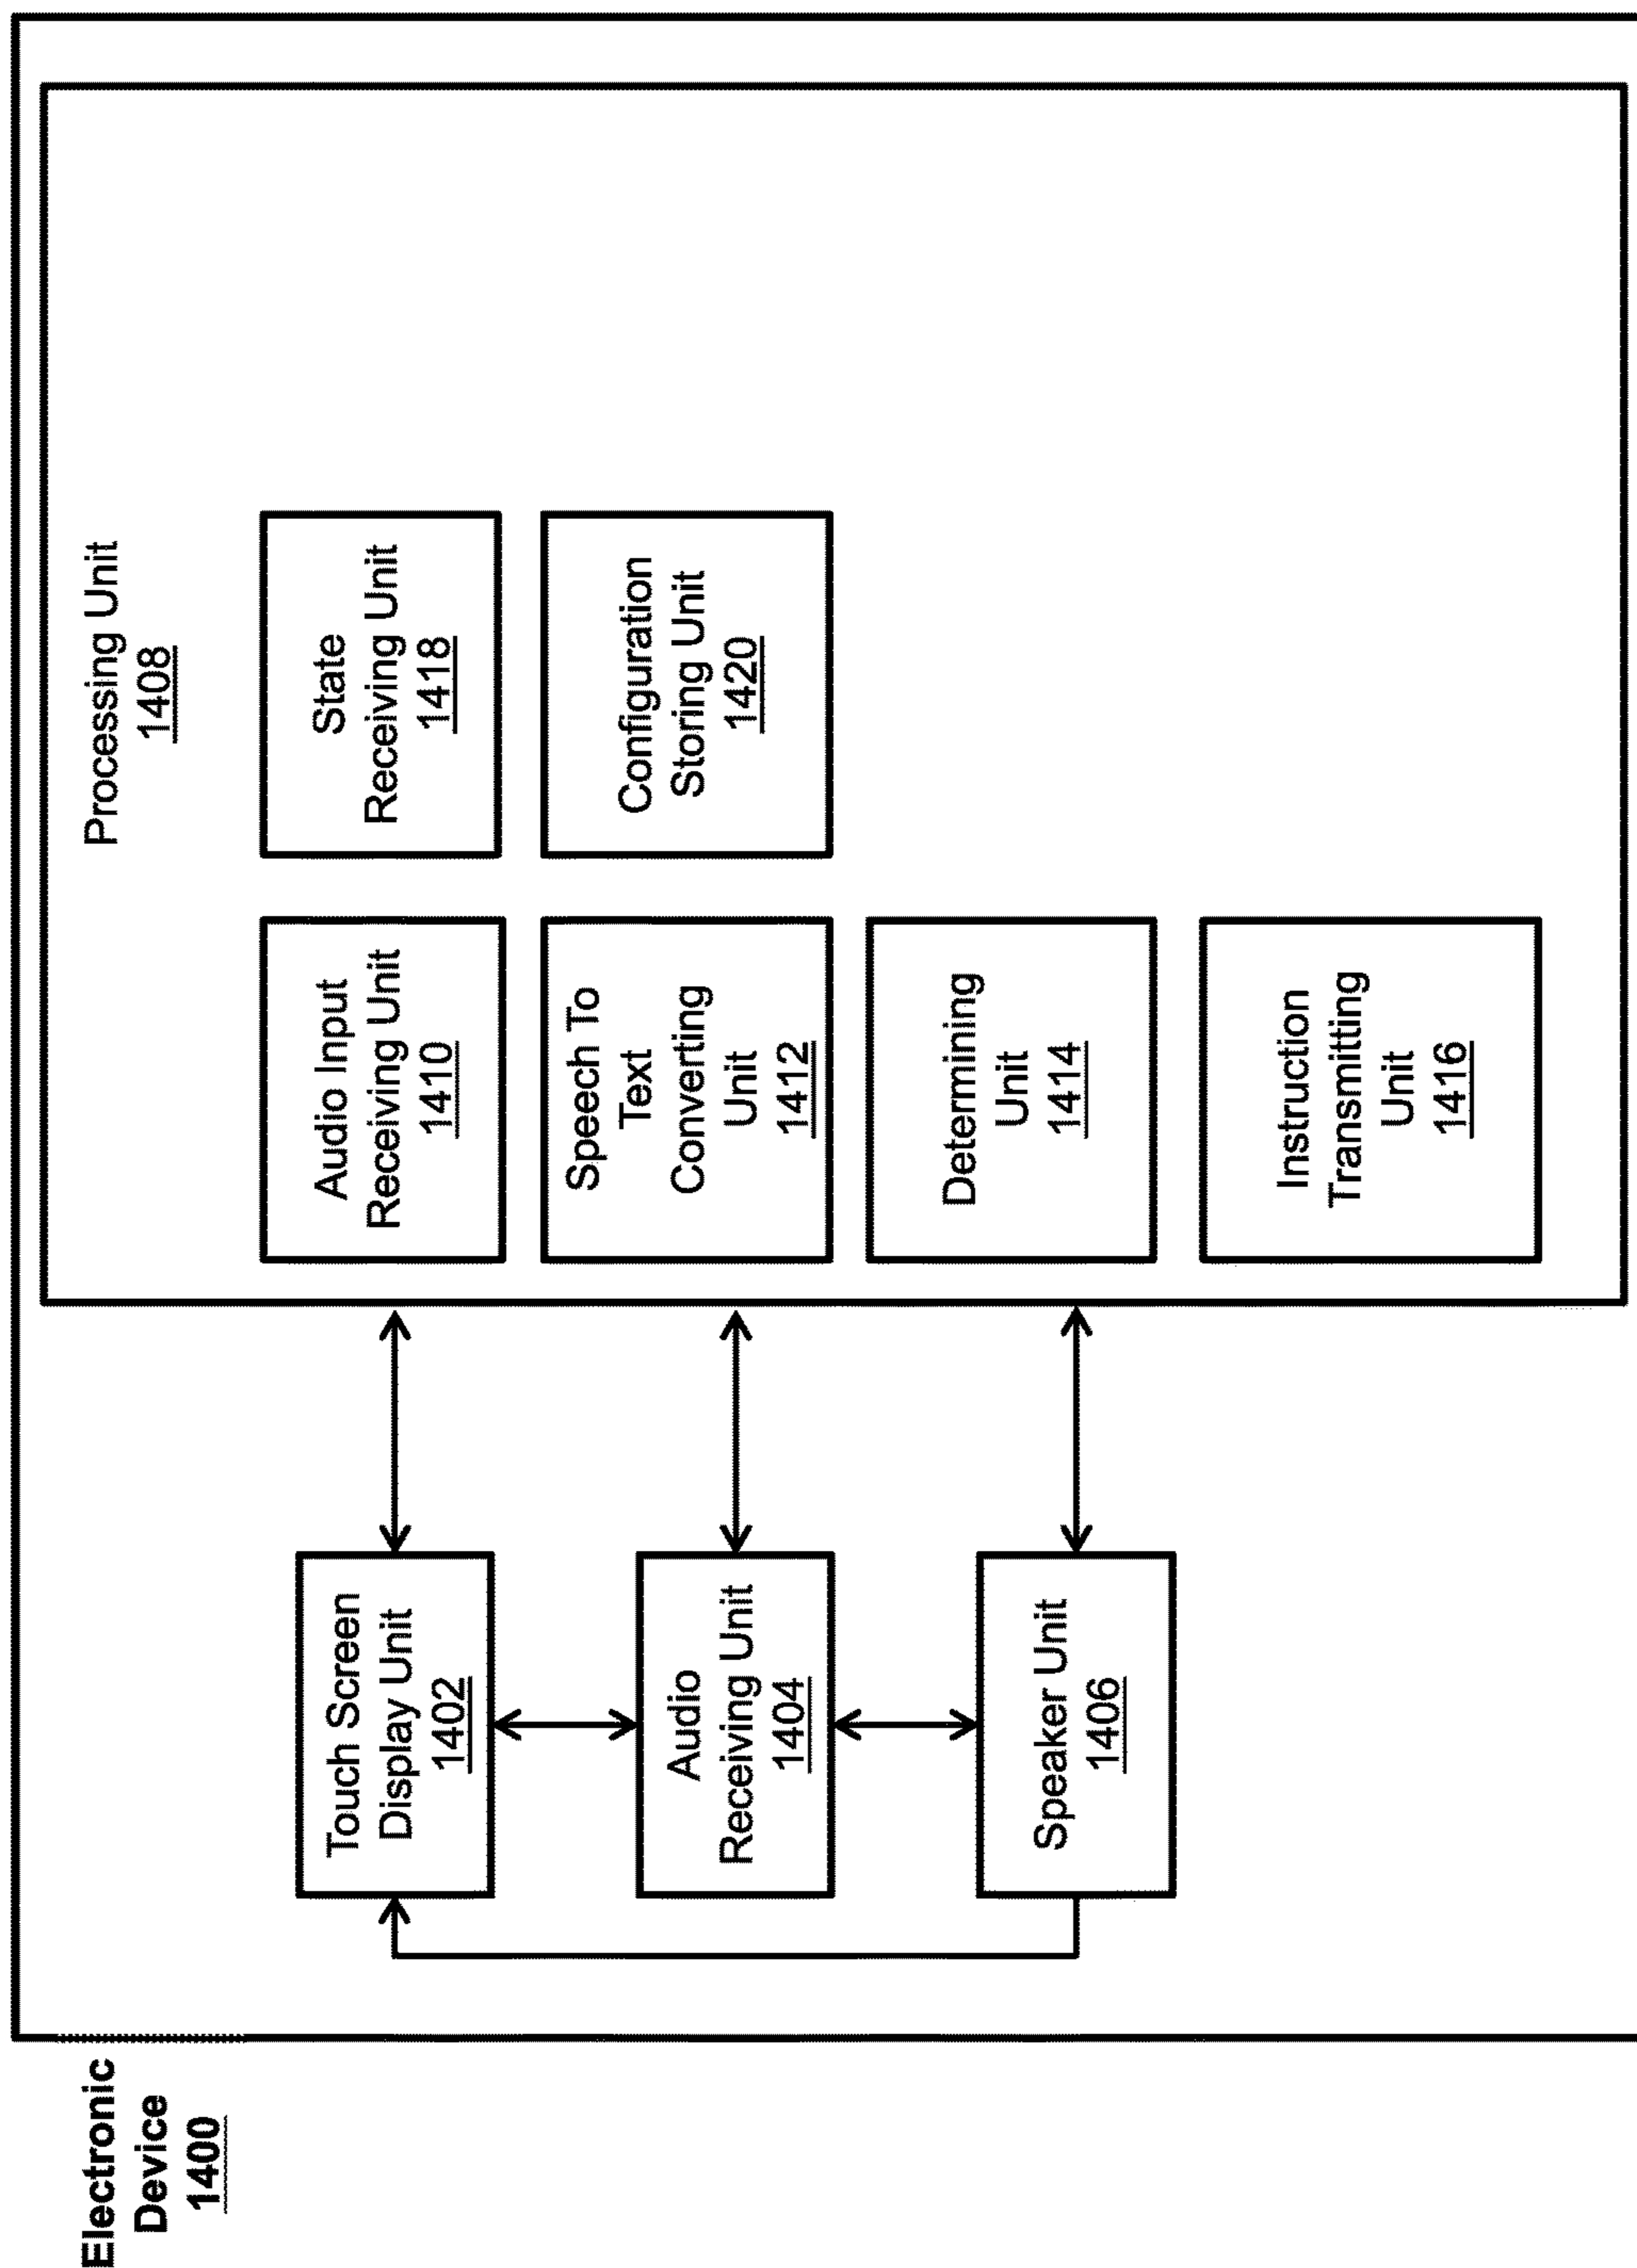 Electronic
Device
1400
Processing Unit
1408
Touch Screen
Display Unit
1402
Audio
Receiving Unit
1404
Speaker Unit
1406
Audio Input
Receiving Unit
1410
Speech To
Text
Converting
Unit
1412
Determining
Unit
1414
Instruction
Transmitting
Unit
1416
State
Receiving Unit
1418
Configuration
Storing Unit
1420